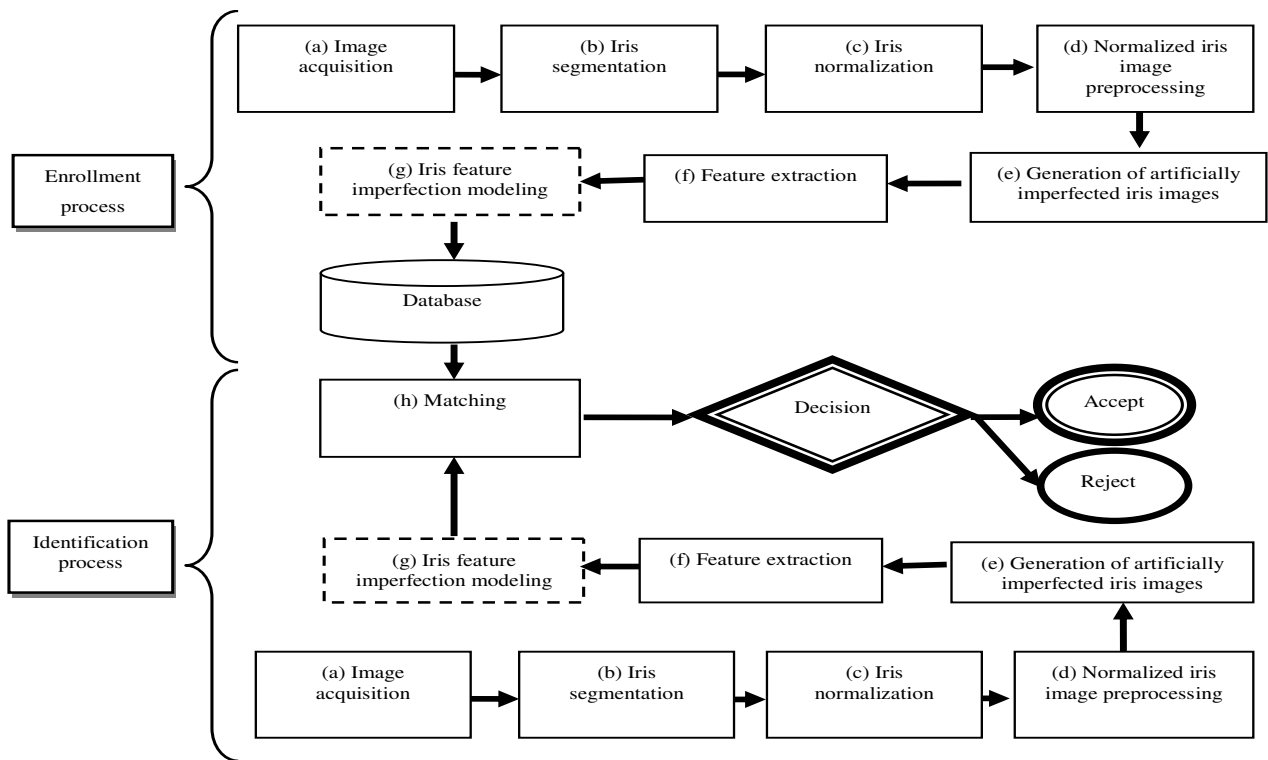 (a) Image
acquisition
(b) Iris
segmentation
(c) Iris
normalization
(d) Normalized iris
image
preprocessing
Enrollment
process
(g) Iris feature
imperfection modeling
(f) Feature extraction
(e) Generation of artificially
imperfected iris images
Database
(h) Matching
Decision
Accept
Reject
Identification
process
(g) Iris feature
imperfection modeling
(f) Feature extraction
(e) Generation of artificially
imperfected iris images
(a) Image
acquisition
(b) Iris
segmentation
(c) Iris
normalization
(d) Normalized iris
image preprocessing